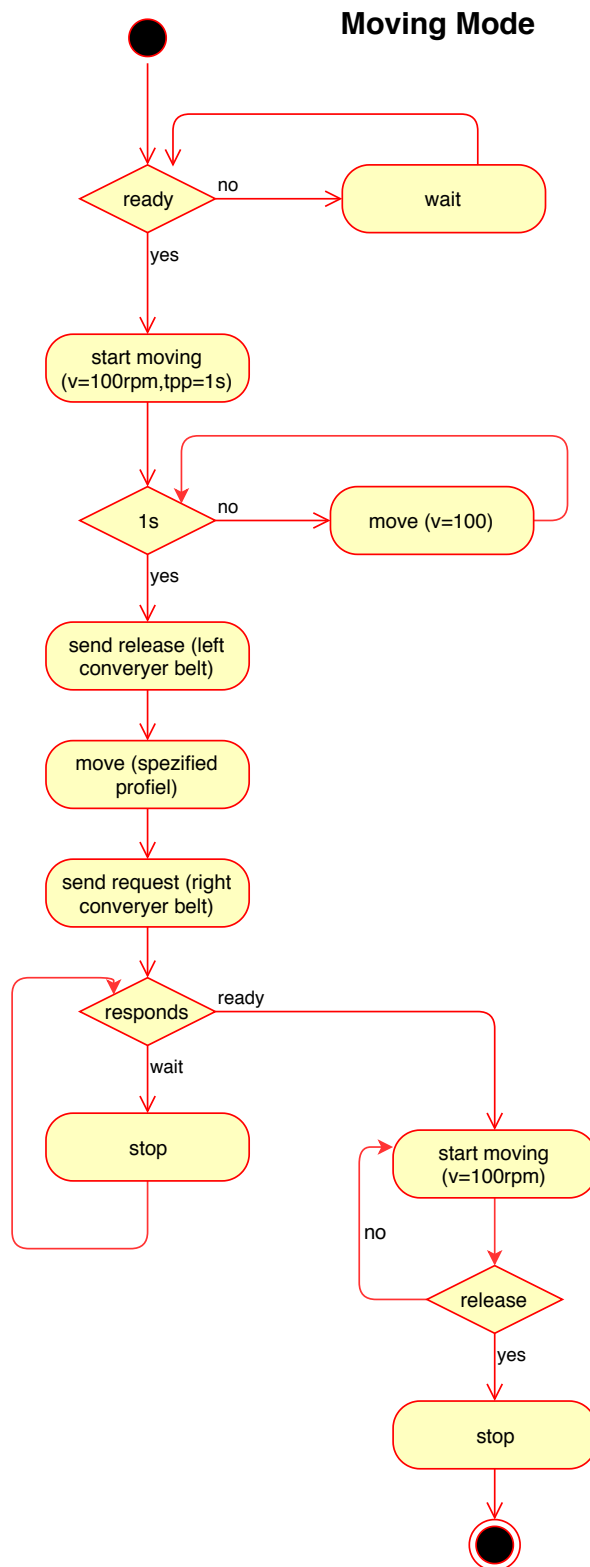 Moving Mode
ready
no
wait
yes
start moving
(v=100rpm,tpp=1s)
1s
no
move (v=100)
yes
send release (left
converyer belt)
move (spezified
profiel)
send request (right
converyer belt)
responds
ready
wait
stop
start moving
(v=100rpm)
no
release
yes
stop